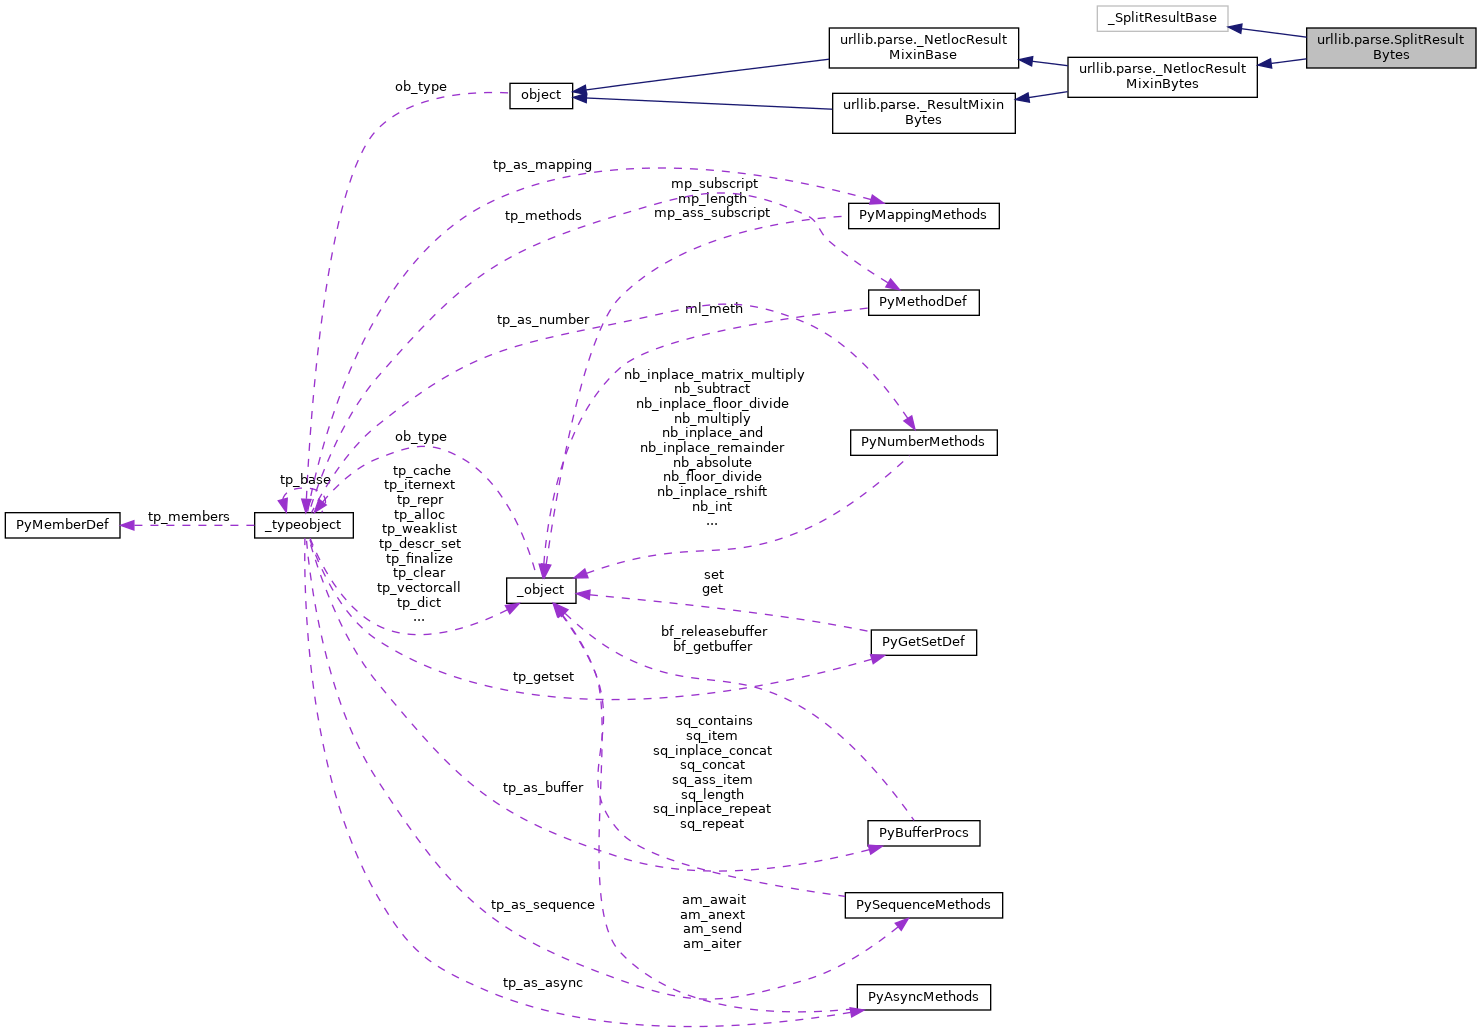 _SplitResultBase
urllib.parse.SplitResult
Bytes
urllib.parse._NetlocResult
MixinBase
urllib.parse._NetlocResult
MixinBytes
object
ob_type
urllib.parse._ResultMixin
Bytes
tp_as_mapping
mp_subscript
mp_length
mp_ass_subscript
tp_methods
PyMappingMethods
PyMethodDef
ml_meth
tp_as_number
nb_inplace_matrix_multiply
nb_subtract
nb_inplace_floor_divide
nb_multiply
nb_inplace_and
nb_inplace_remainder
nb_absolute
nb_floor_divide
nb_inplace_rshift
nb_int
...
PyNumberMethods
ob_type
tp_cache
tp_iternext
tp_repr
tp_alloc
tp_weaklist
tp_descr_set
tp_finalize
tp_clear
tp_vectorcall
tp_dict
...
tp_base
PyMemberDef
tp_members
_typeobject
_object
set
get
PyGetSetDef
bf_releasebuffer
bf_getbuffer
tp_getset
sq_contains
sq_item
sq_inplace_concat
sq_concat
sq_ass_item
sq_length
sq_inplace_repeat
sq_repeat
tp_as_buffer
PyBufferProcs
PySequenceMethods
tp_as_sequence
am_await
am_anext
am_send
am_aiter
tp_as_async
PyAsyncMethods